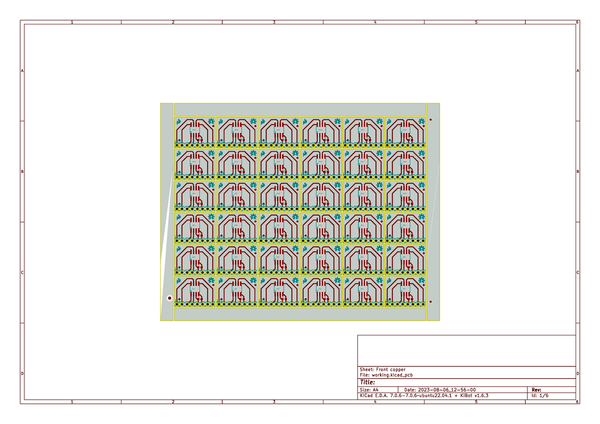 1 2 3 4 5 6
A A
B B
C C
D D
Sheet: Front copper
File: working.kicad_pcb
Title:
Size: A4 Date: 2023-08-06_12-56-00 Rev:
KiCad E.D.A. 7.0.6-7.0.6~ubuntu22.04.1 + KiBot v1.6.3 Id: 1/6
1 2 3 4 5 6